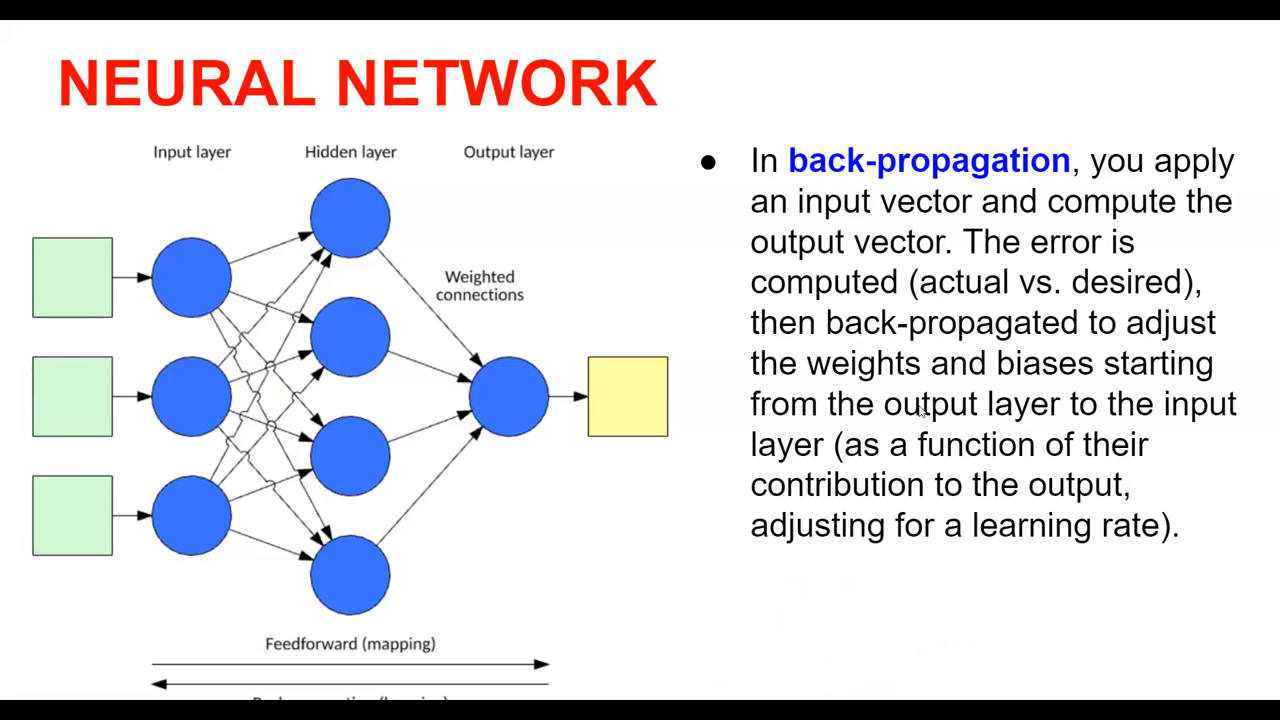 NEURAL NETWORK
Input layer
Hidden layer
Output layer
Weighted
connections
Feedforward (mapping)
● In back-propagation, you apply
an input vector and compute the
output vector. The error is
computed (actual vs. desired),
then back-propagated to adjust
the weights and biases starting
from the output layer to the input
layer (as a function of their
contribution to the output,
adjusting for a learning rate).